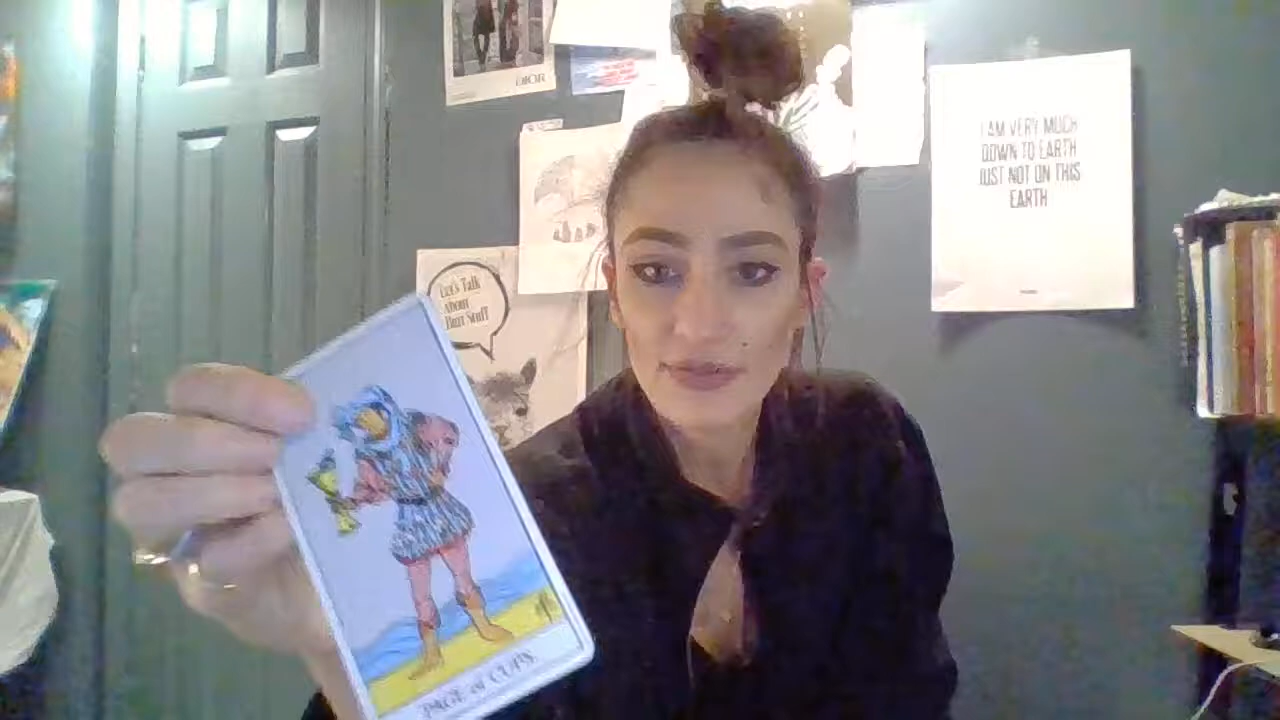 DIOR
I AM VERY MUCH
DOWN TO EARTH
JUST NOT ON THIS
EARTH
Let's Talk
About
Butt Stuff
PAGE of CUPS